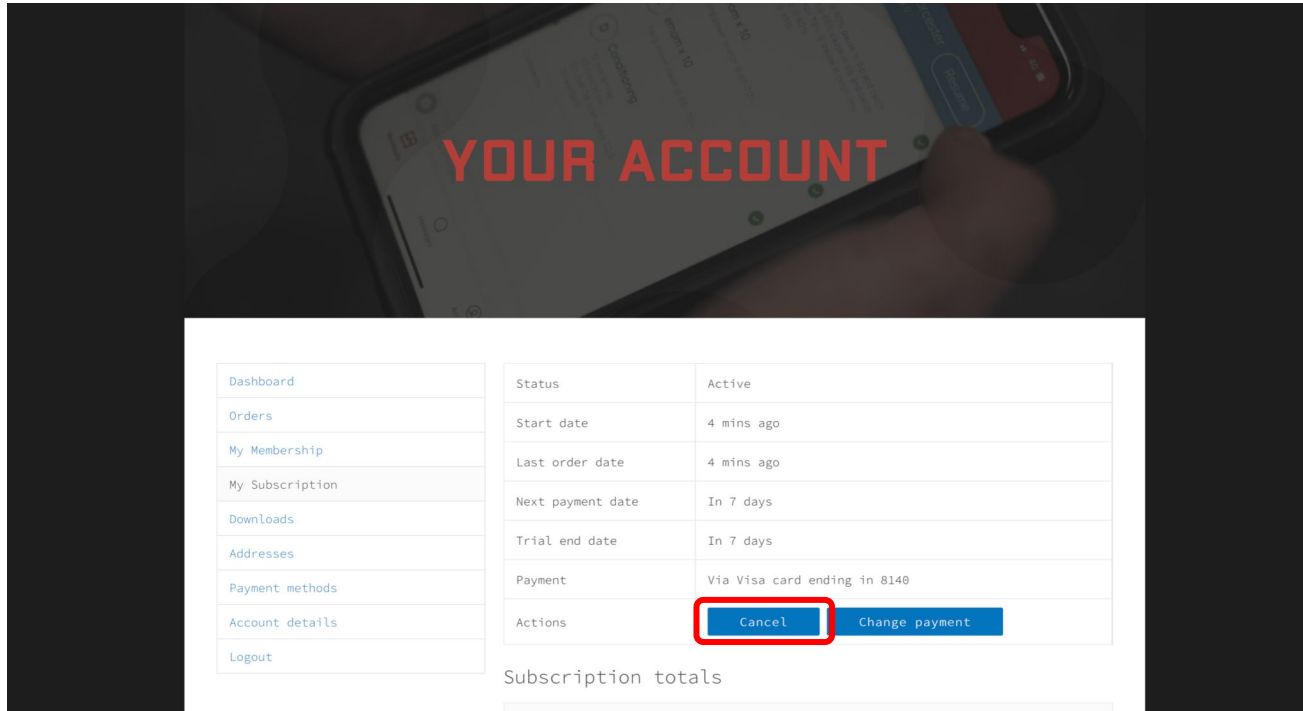 Resume
Conditioning
YOUR ACCOUNT
Dashboard
Orders
My Membership
My Subscription
Downloads
Addresses
Payment methods
Account details
Logout
Status Active
Start date 4 mins ago
Last order date 4 mins ago
Next payment date In 7 days
Trial end date In 7 days
Payment Via Visa card ending in 8140
Actions Cancel Change payment
Subscription totals